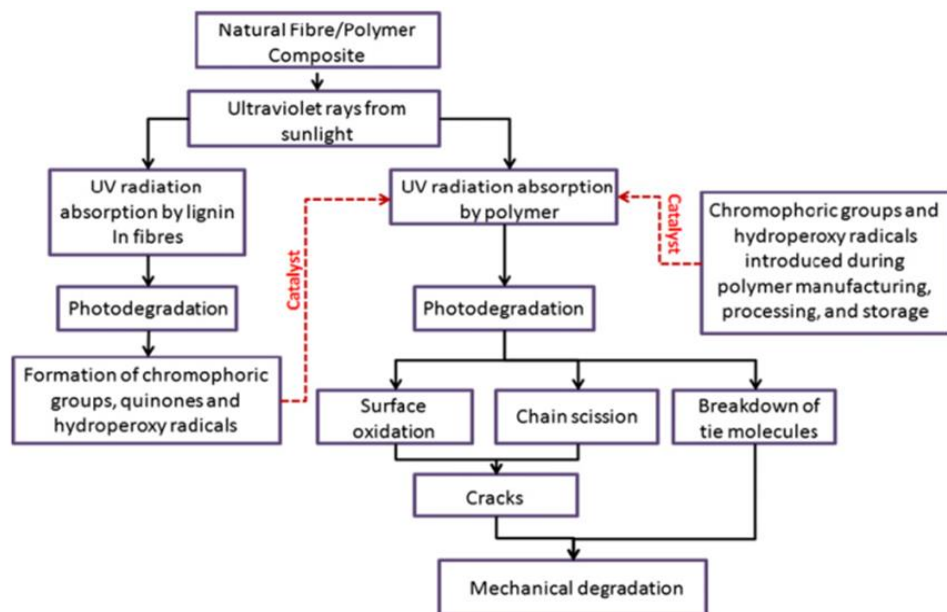 Natural Fibre/Polymer
Composite
Ultraviolet rays from
sunlight
UV radiation
absorption by lignin
In fibres
UV radiation absorption
by polymer
Catalyst
Catalyst
Chromophoric groups and
hydroperoxy radicals
introduced during
polymer manufacturing,
processing, and storage
Photodegradation
Photodegradation
Formation of chromophoric
groups, quinones and
hydroperoxy radicals
Surface
oxidation
Chain scission
Breakdown of
tie molecules
Cracks
Mechanical degradation